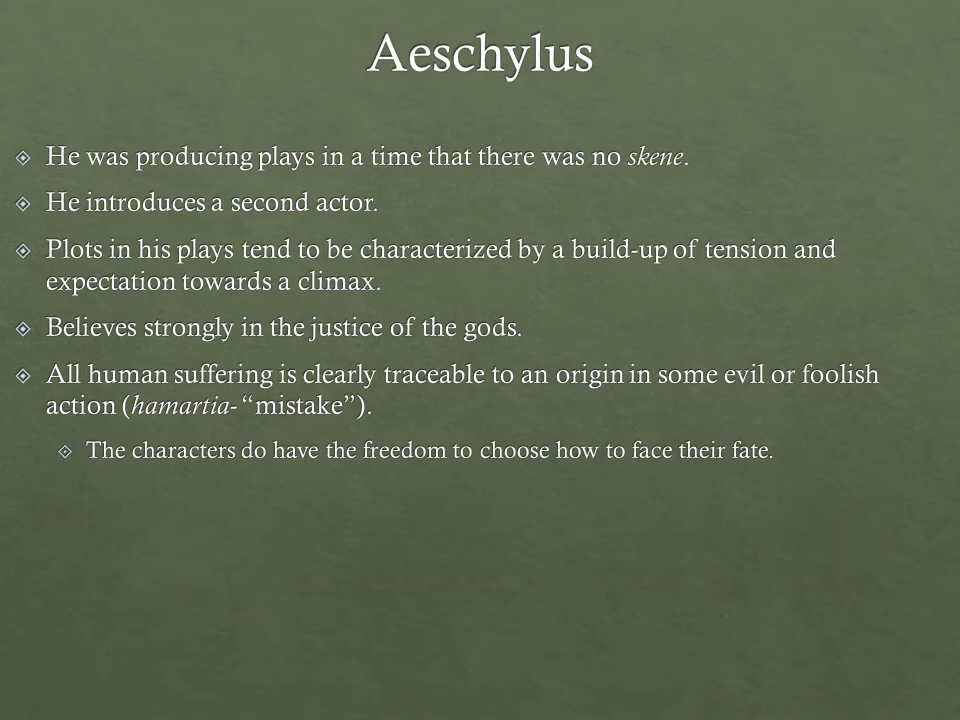 Aeschylus
He was producing plays in a time that there was no skene.
He introduces a second actor.
Plots in his plays tend to be characterized by a build-up of tension and
expectation towards a climax.
Believes strongly in the justice of the gods.
All human suffering is clearly traceable to an origin in some evil or foolish
action (hamartia- “mistake”).
The characters do have the freedom to choose how to face their fate.